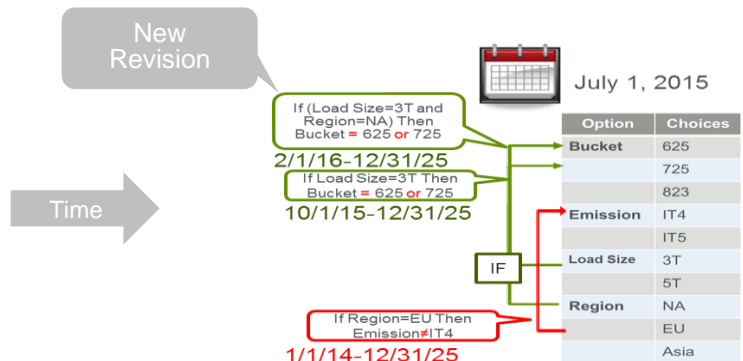 New
Revision
July 1, 2015
If (Load Size=3T and
Region=NA) Then
Bucket = 625 or 725
2/1/16-12/31/25
If Load Size=3T Then
Bucket = 625 or 725
10/1/15-12/31/25
Time
IF
If Region=EU Then
Emission≠IT4
1/1/14-12/31/25
Option Choices
Bucket 625
725
823
Emission IT4
IT5
Load Size 3T
5T
Region NA
EU
Asia